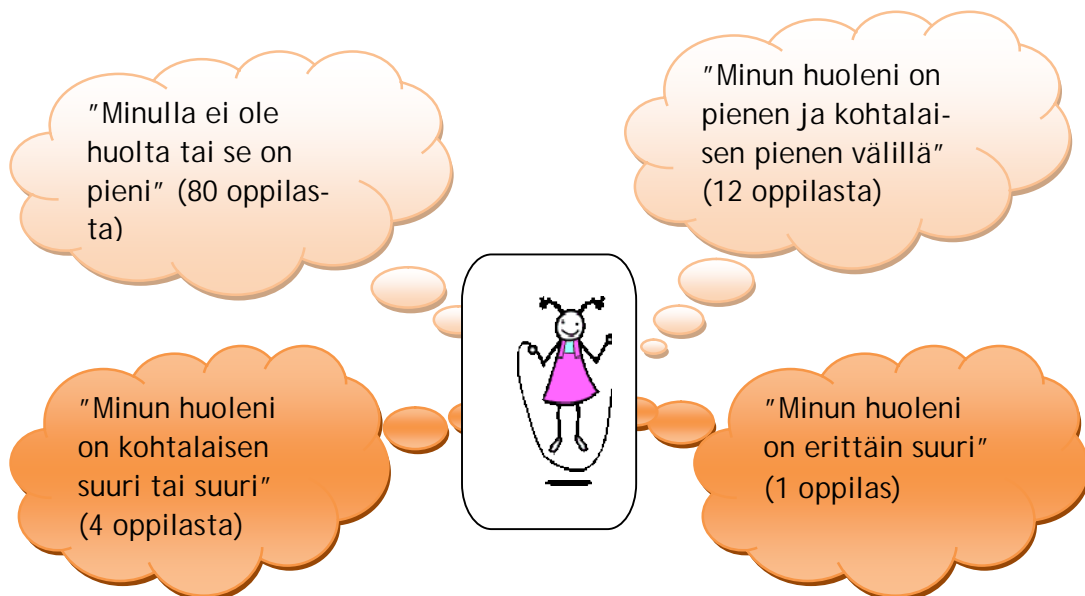 "Minulla ei ole
huolta tai se on
pieni" (80 oppilas-
ta)
"Minun huoleni on
pienen ja kohtalai-
sen pienen välillä"
(12 oppilasta)
"Minun huoleni
on kohtalaisen
suuri tai suuri"
(4 oppilasta)
"Minun huoleni
on erittäin suuri"
(1 oppilas)